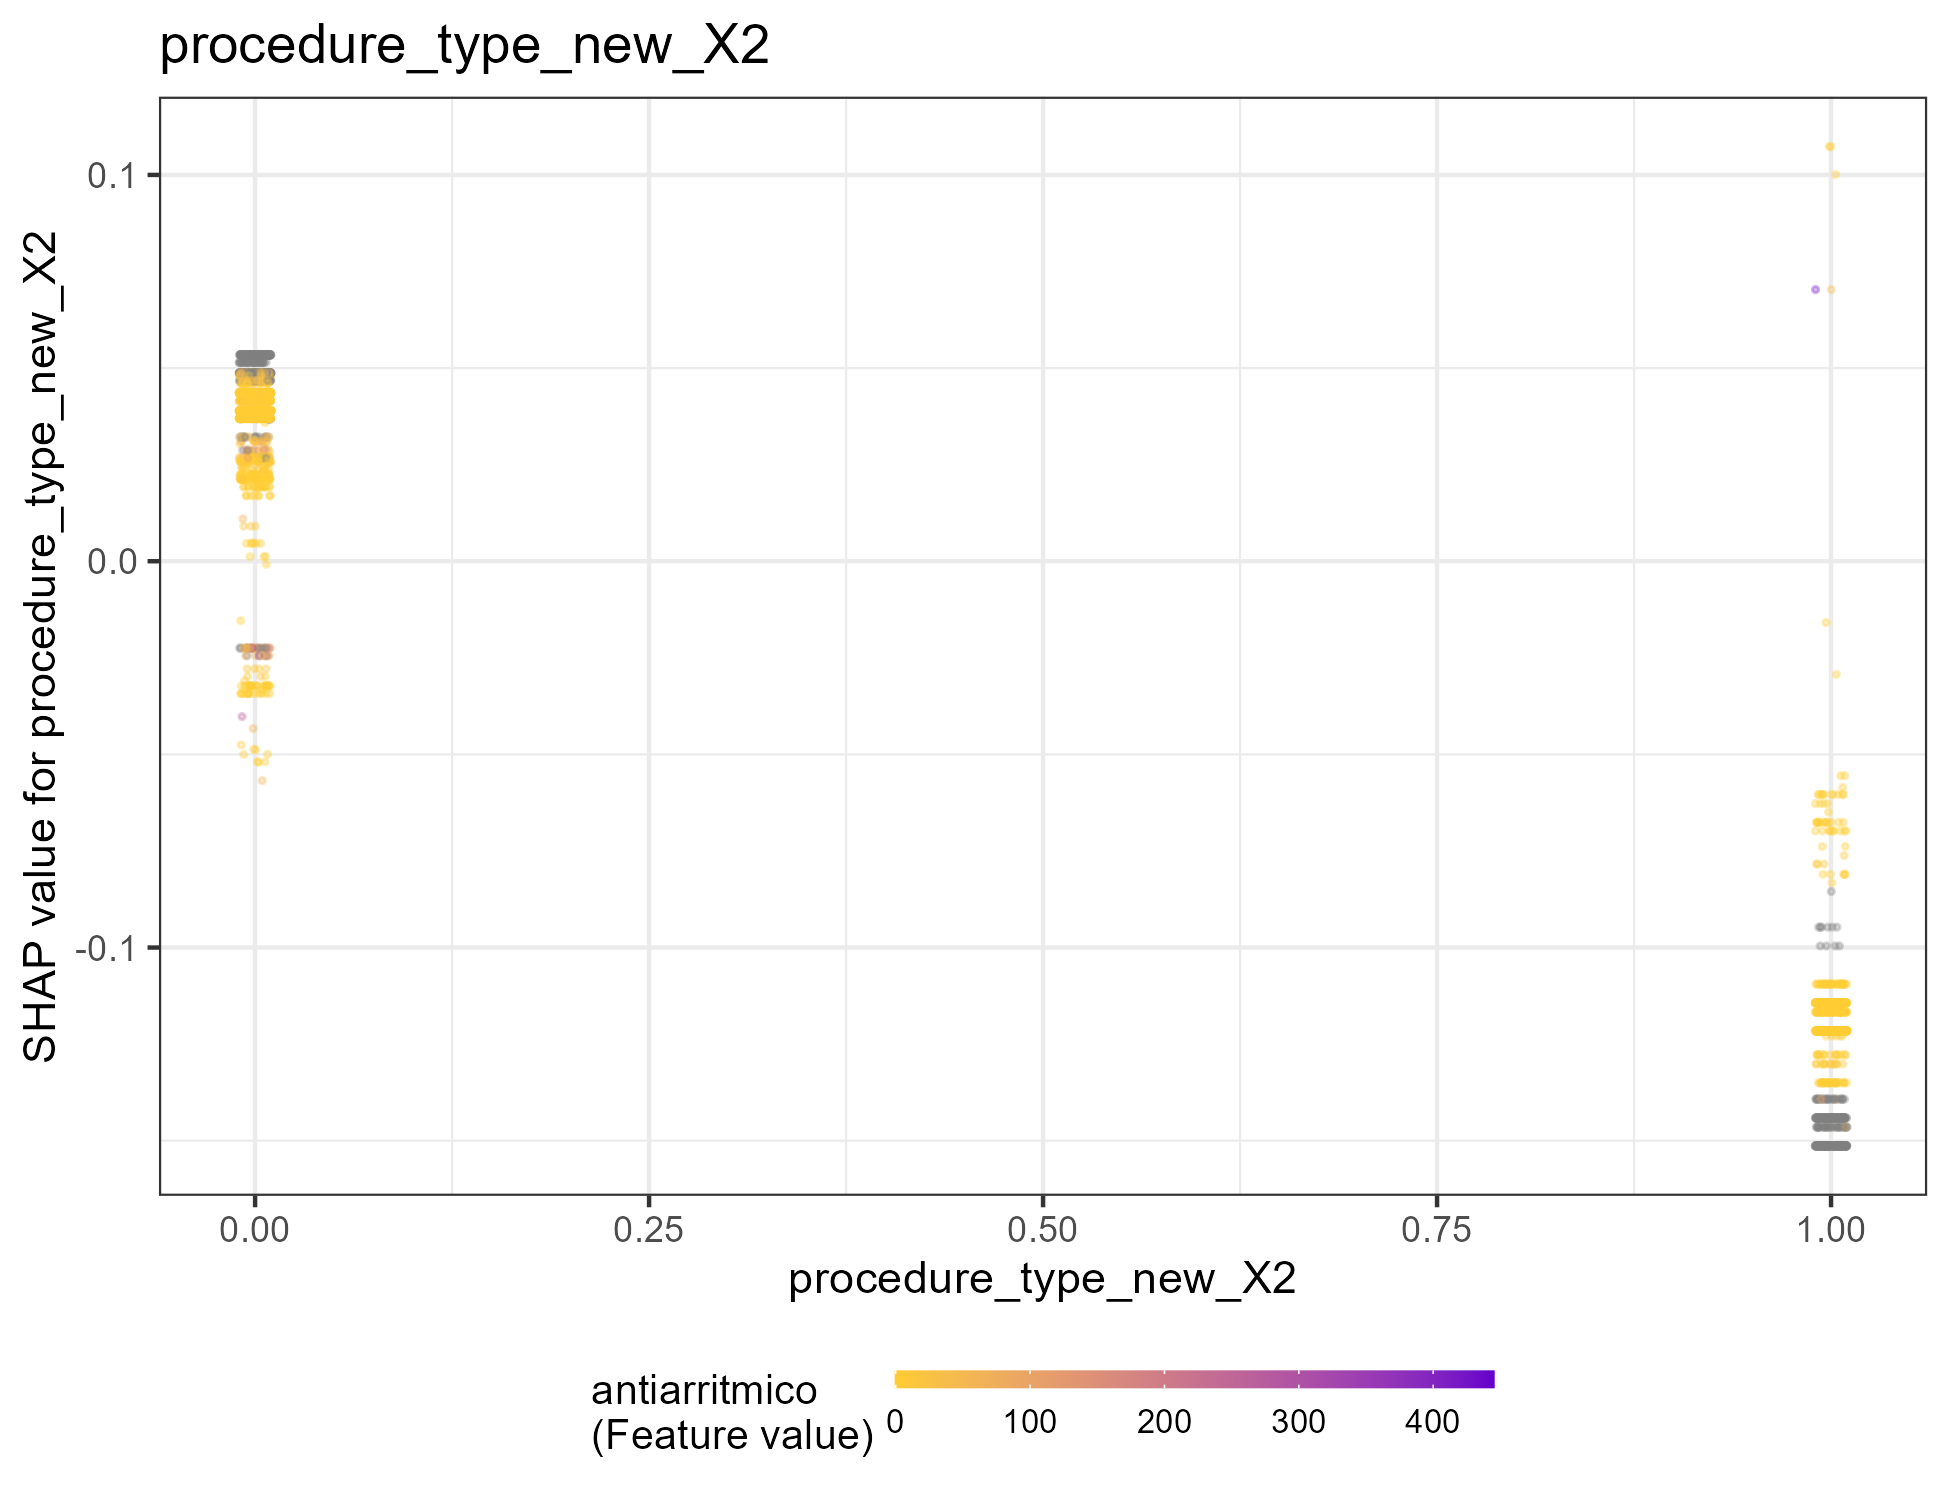 procedure_type_new_X2
SHAP value for procedure_type_new_X2
0.1
0.0
-0.1
0.00 0.25 0.50 0.75 1.00
procedure_type_new_X2
antiarritmico
(Feature value)
0 100 200 300 400